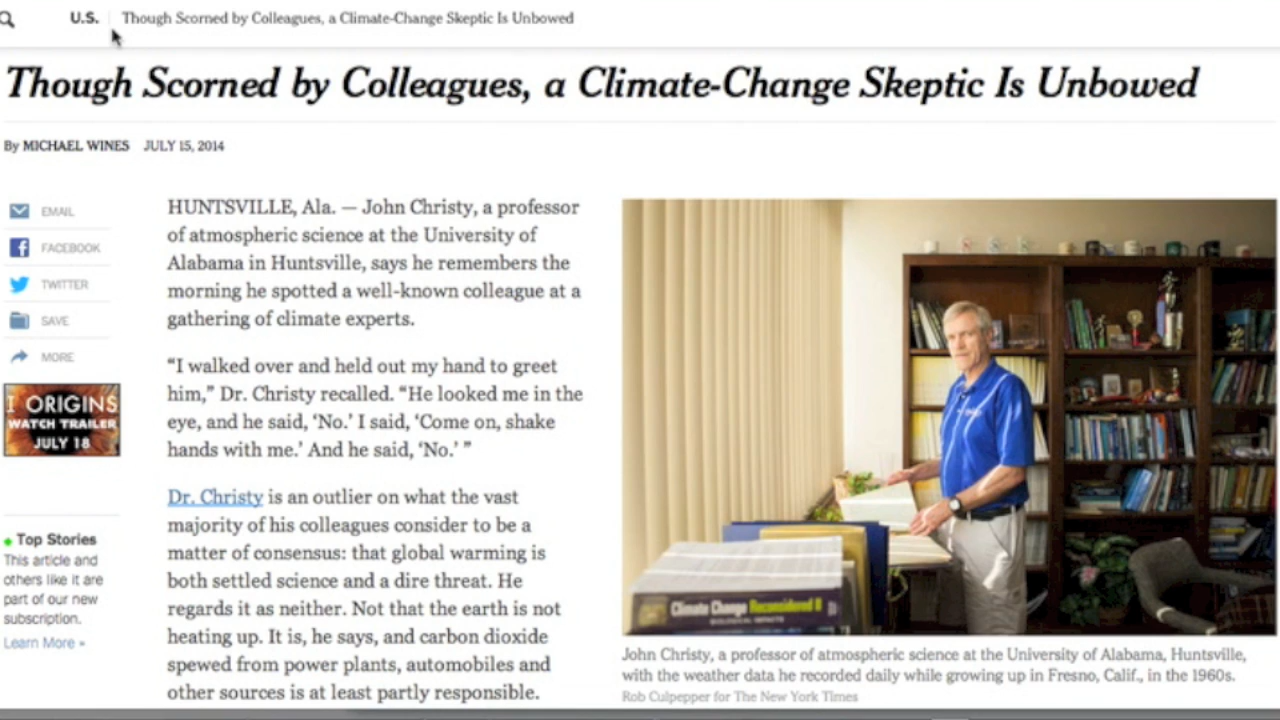 U.S. Though Scorned by Colleagues, a Climate-Change Skeptic Is Unbowed
Though Scorned by Colleagues, a Climate-Change Skeptic Is Unbowed
By MICHAEL WINES JULY 15, 2014
EMAIL
FACEBOOK
TWITTER
SAVE
MORE
I ORIGINS
WATCH TRAILER
JULY 18
Top Stories
This article and
others like it are
part of our new
subscription.
Learn More »
HUNTSVILLE, Ala. — John Christy, a professor
of atmospheric science at the University of
Alabama in Huntsville, says he remembers the
morning he spotted a well-known colleague at a
gathering of climate experts.
“I walked over and held out my hand to greet
him,” Dr. Christy recalled. “He looked me in the
eye, and he said, ‘No.’ I said, ‘Come on, shake
hands with me.’ And he said, ‘No.’ ”
Dr. Christy is an outlier on what the vast
majority of his colleagues consider to be a
matter of consensus: that global warming is
both settled science and a dire threat. He
regards it as neither. Not that the earth is not
heating up. It is, he says, and carbon dioxide
spewed from power plants, automobiles and
other sources is at least partly responsible.
Climate Change Reconsidered II
BIOLOGICAL IMPACTS
John Christy, a professor of atmospheric science at the University of Alabama, Huntsville,
with the weather data he recorded daily while growing up in Fresno, Calif., in the 1960s.
Rob Culpepper for The New York Times